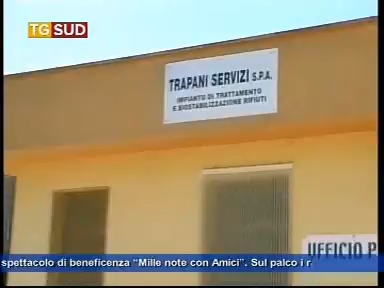 TG SUD
TRAPANI SERVIZI S.P.A.
IMPIANTO DI TRATTAMENTO
E BIOSTABILIZZAZIONE RIFIUTI
UFFICIO P
spettacolo di beneficenza "Mille note con Amici". Sul palco i r